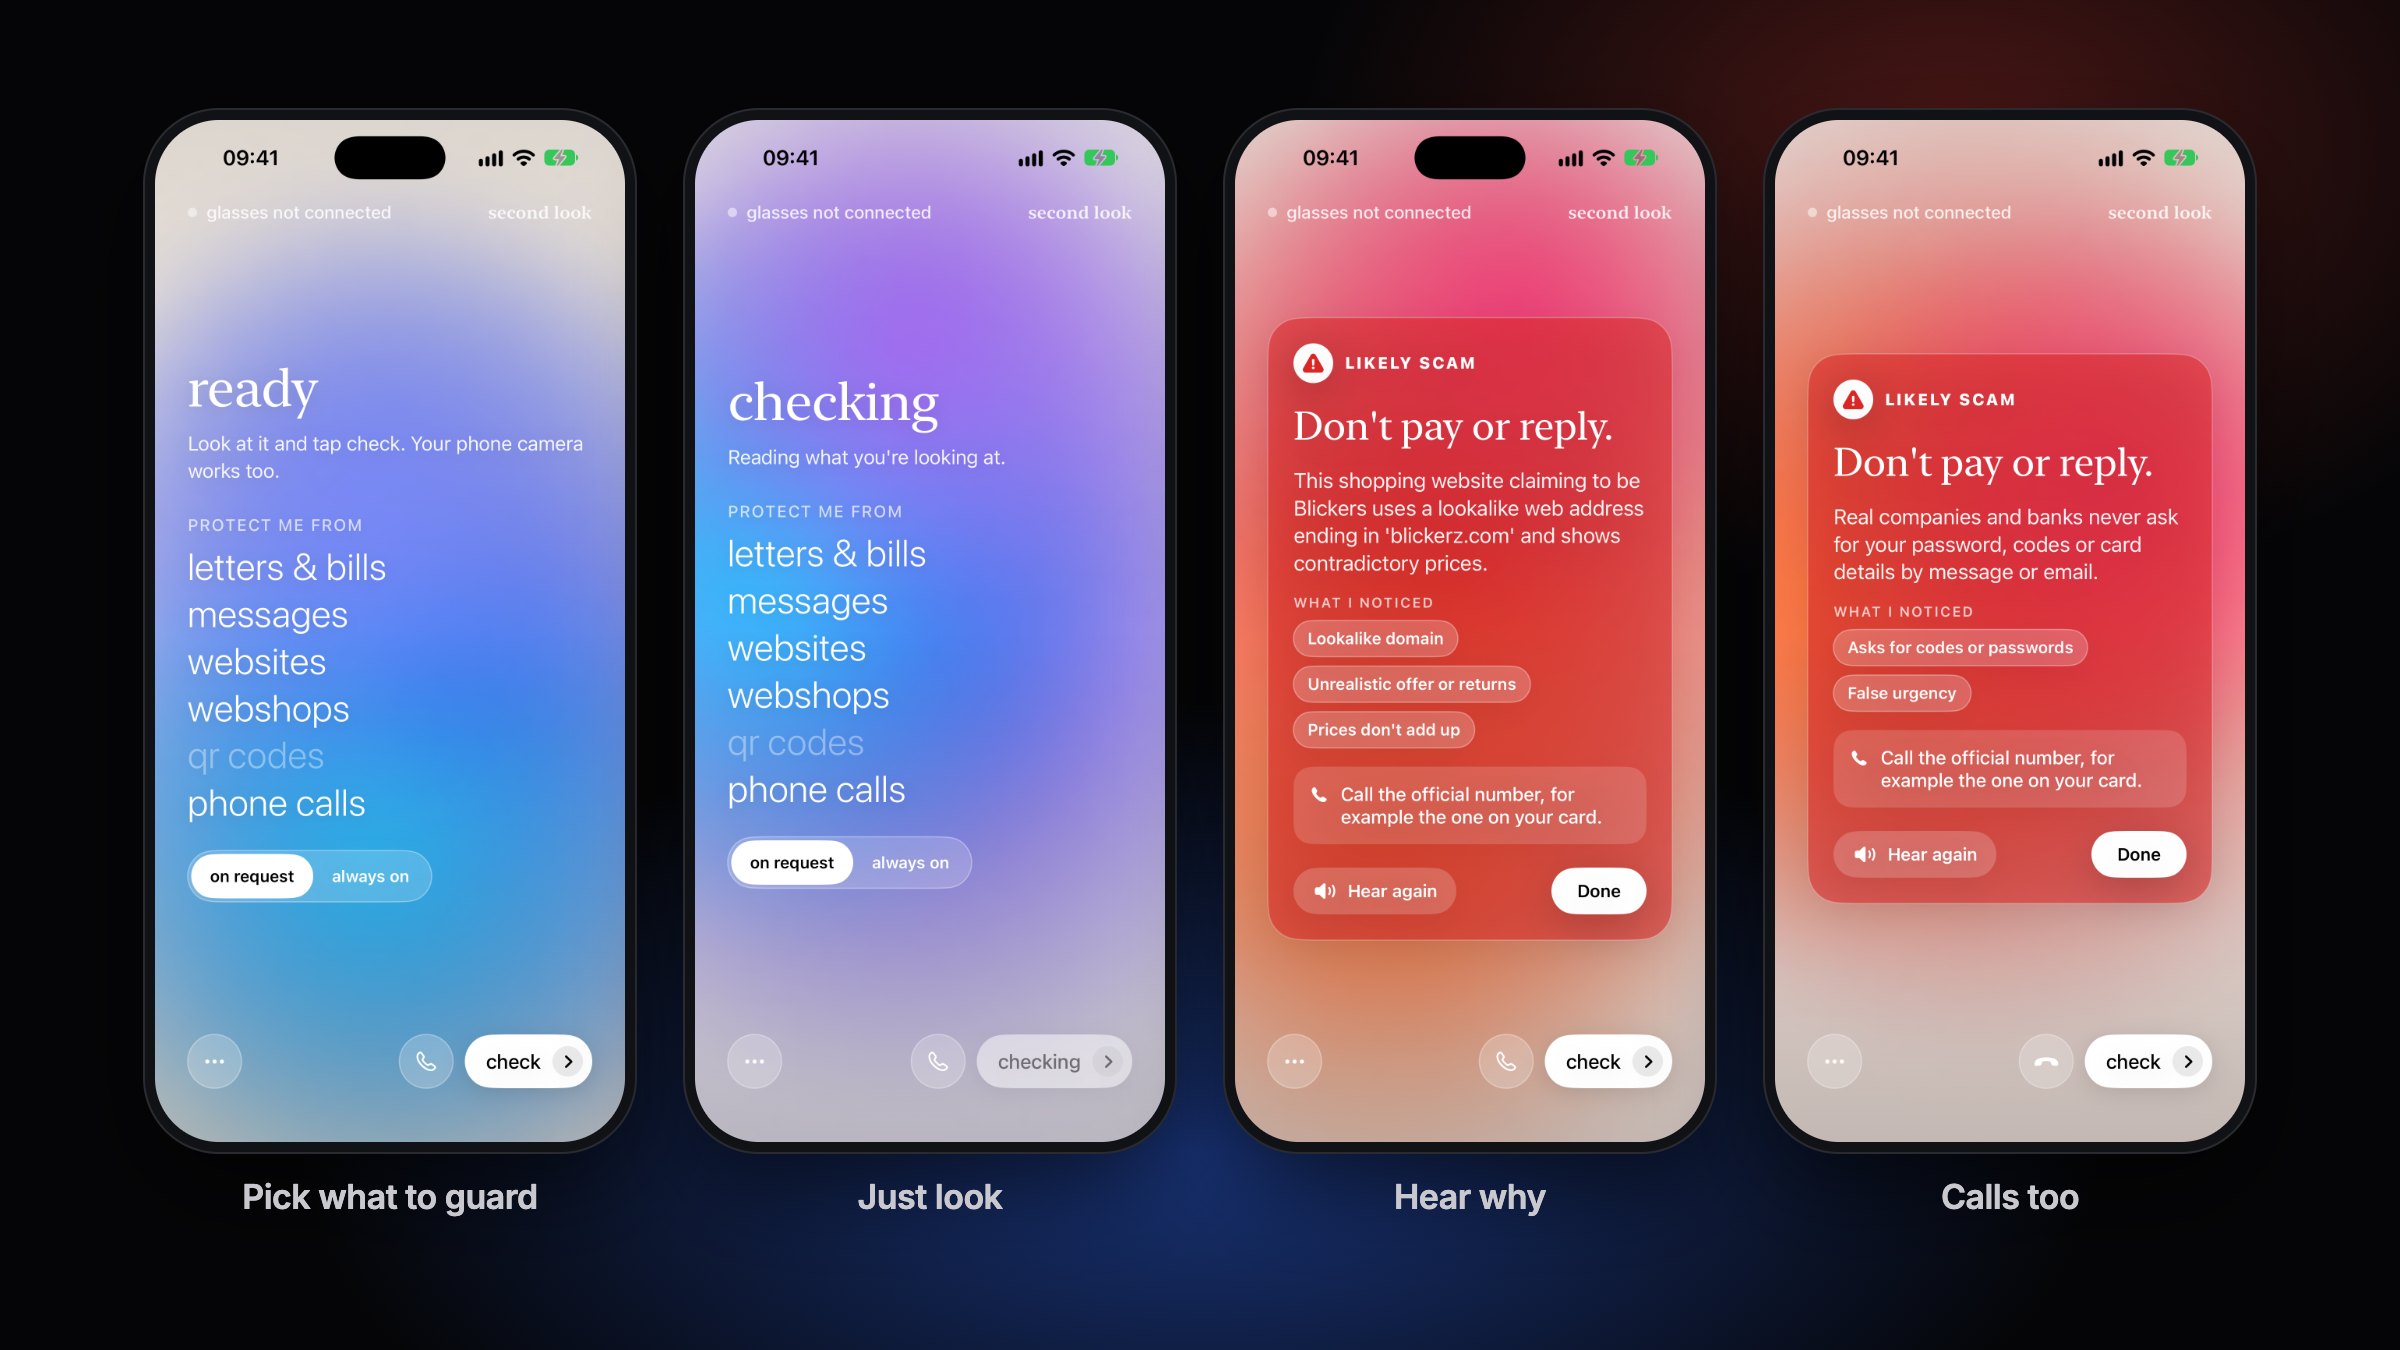 09:41
glasses not connected
second look
ready
Look at it and tap check. Your phone camera
works too.
PROTECT ME FROM
letters & bills
messages
websites
webshops
qr codes
phone calls
on request
always on
check
Pick what to guard
09:41
glasses not connected
second look
checking
Reading what you're looking at.
PROTECT ME FROM
letters & bills
messages
websites
webshops
qr codes
phone calls
on request
always on
checking
Just look
09:41
glasses not connected
second look
LIKELY SCAM
Don't pay or reply.
This shopping website claiming to be
Blickers uses a lookalike web address
ending in 'blickerz.com' and shows
contradictory prices.
WHAT I NOTICED
Lookalike domain
Unrealistic offer or returns
Prices don't add up
Call the official number, for
example the one on your card.
Hear again
Done
check
Hear why
09:41
glasses not connected
second look
LIKELY SCAM
Don't pay or reply.
Real companies and banks never ask
for your password, codes or card
details by message or email.
WHAT I NOTICED
Asks for codes or passwords
False urgency
Call the official number, for
example the one on your card.
Hear again
Done
check
Calls too